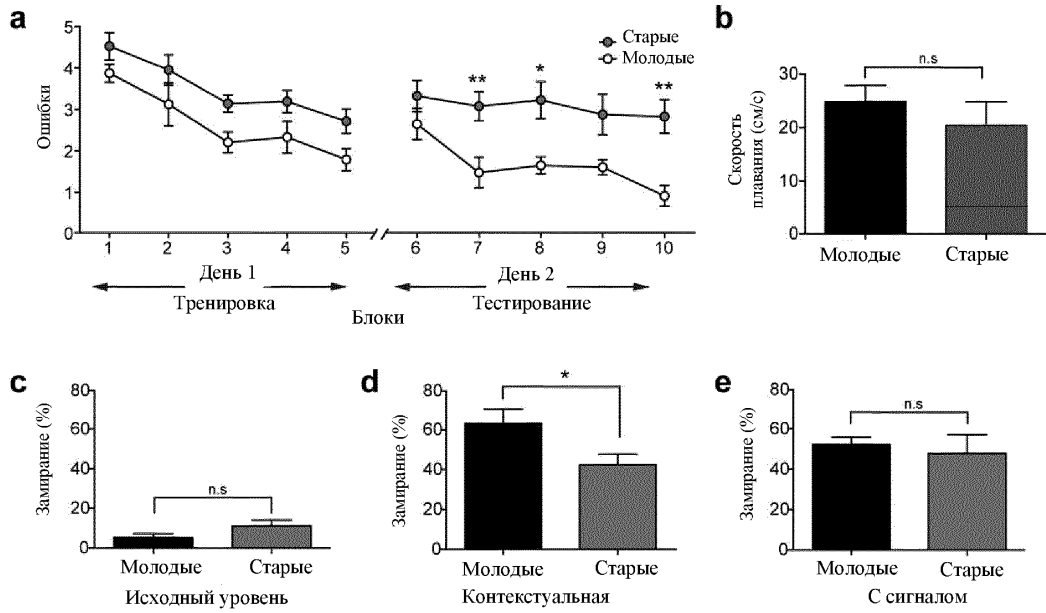 a
Ошибки
5
4
3
2
1
0
Старые
Молодые
**
*
**
1
2
3
4
5
6
7
8
9
10
День 1
День 2
Тренировка
Тестирование
Блоки
b
Скорость
плавания (см/с)
30
20
10
0
n.s
Молодые
Старые
c
Замирание (%)
80
60
40
20
0
n.s
Молодые
Старые
Исходный уровень
d
Замирание (%)
80
60
40
20
0
*
Молодые
Старые
Контекстуальная
e
Замирание (%)
80
60
40
20
0
n.s
Молодые
Старые
С сигналом